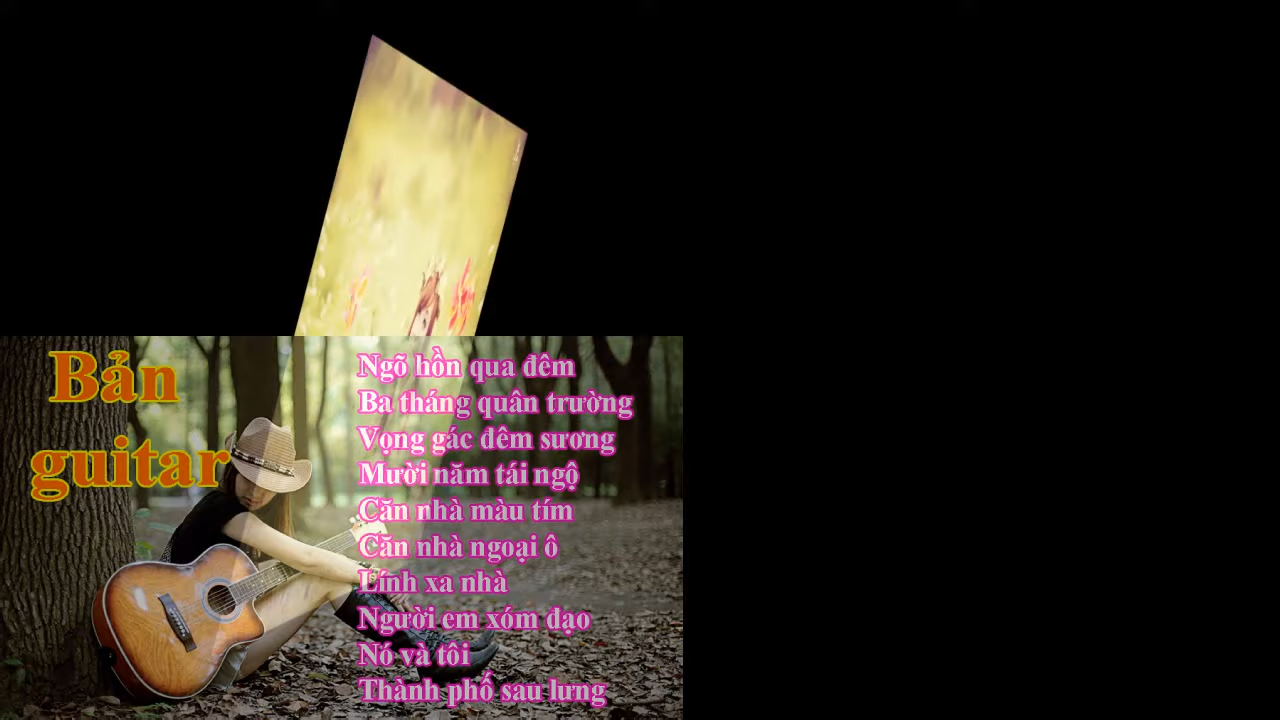 Bản
guitar
Ngõ hồn qua đêm
Ba tháng quân trường
Vọng gác đêm sương
Mười năm tái ngộ
Căn nhà màu tím
Căn nhà ngoại ô
Lính xa nhà
Người em xóm đạo
Nó và tôi
Thành phố sau lưng